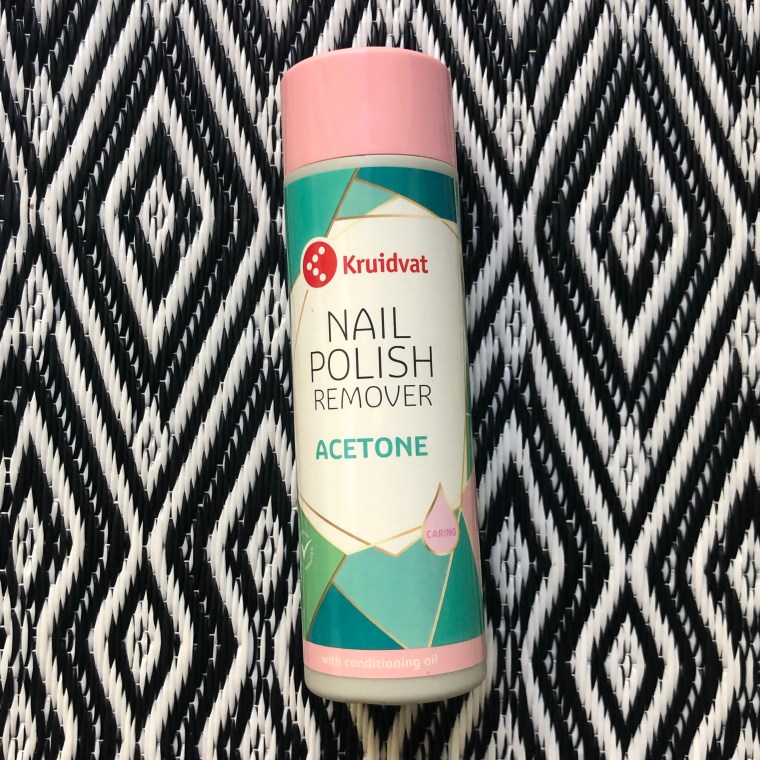 Kruidvat
NAIL
POLISH
REMOVER
ACETONE
CARING
with conditioning oil